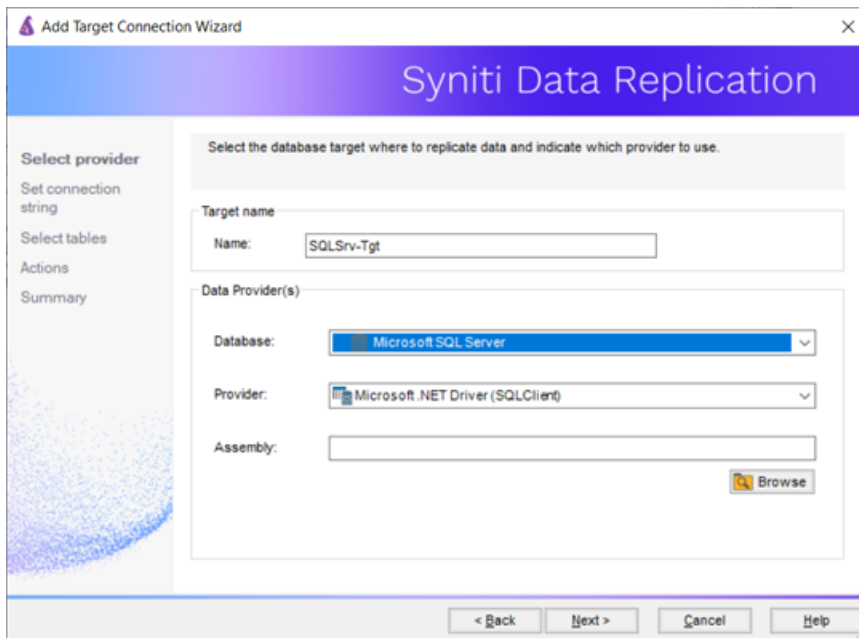 Add Target Connection Wizard
Syniti Data Replication
Select provider
Set connection
string
Select tables
Actions
Summary
Select the database target where to replicate data and indicate which provider to use.
Target name
Name:
SQLSrv-Tgt
Data Provider(s)
Database:
Microsoft SQL Server
Provider:
Microsoft .NET Driver (SQLClient)
Assembly:
Browse
< Back
Next >
Cancel
Help